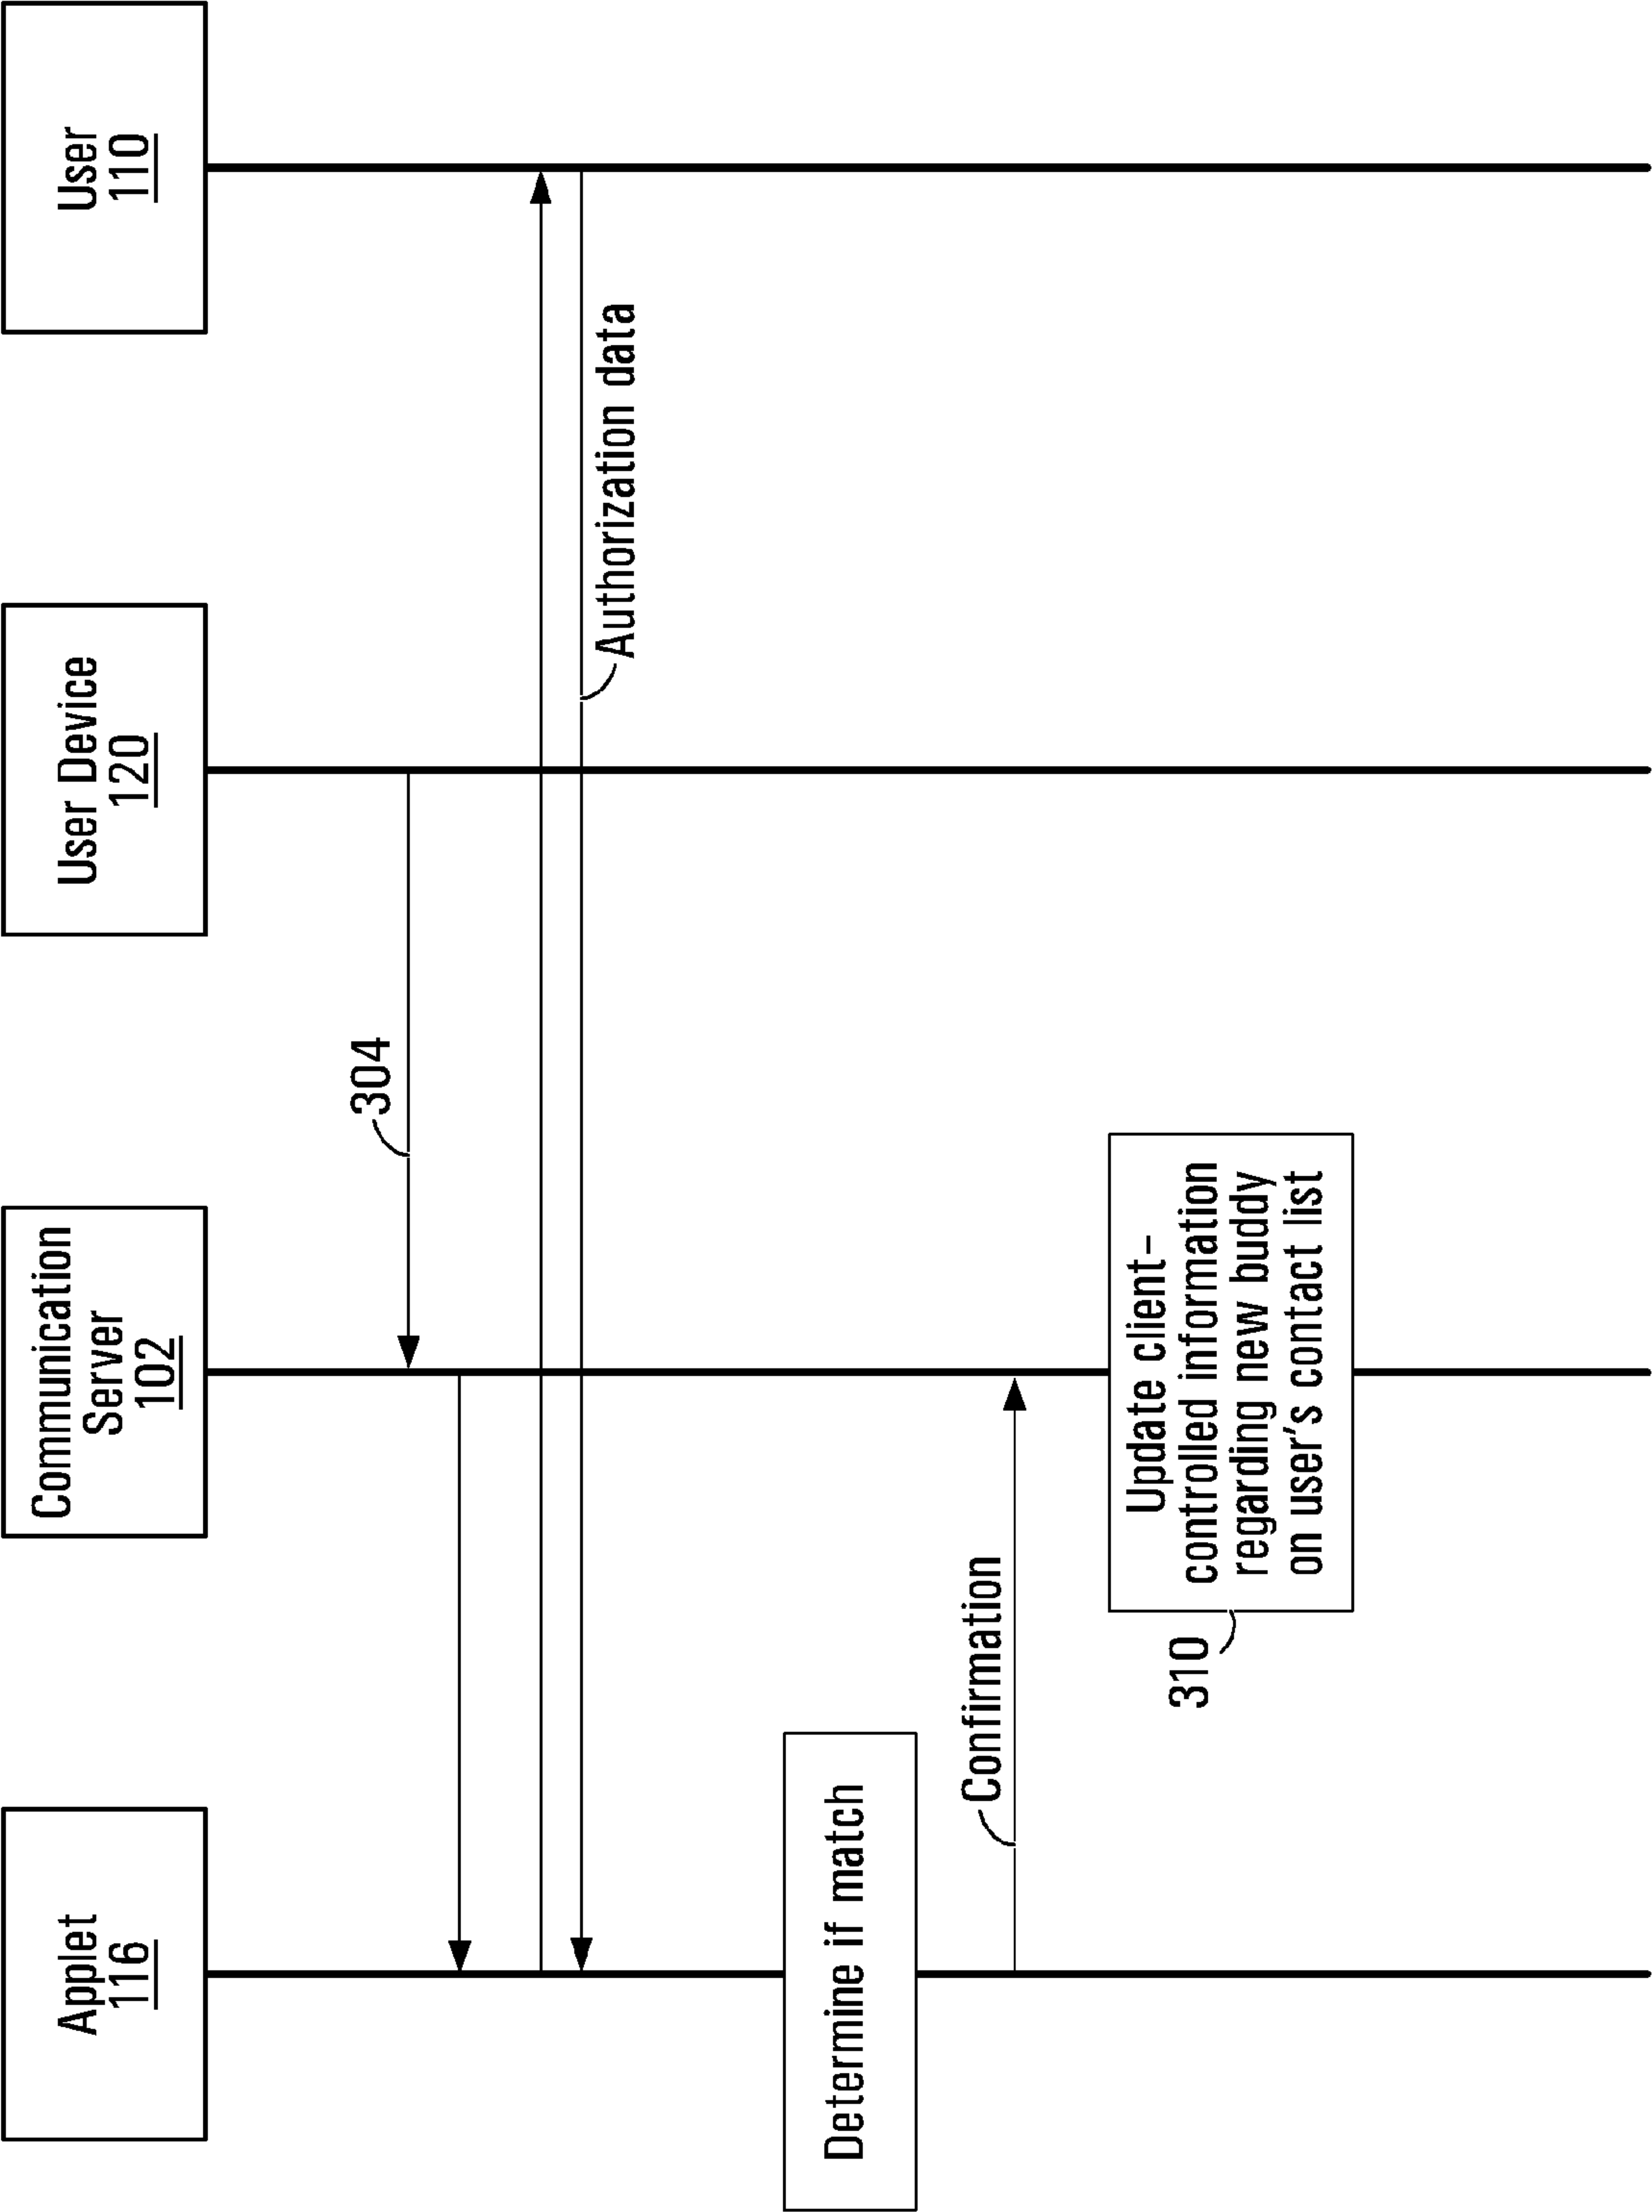 Applet
116
Communication
Server
102
User Device
120
User
110
304
Authorization data
Determine if match
Confirmation
310
Update client-
controlled information
regarding new buddy
on user's contact list